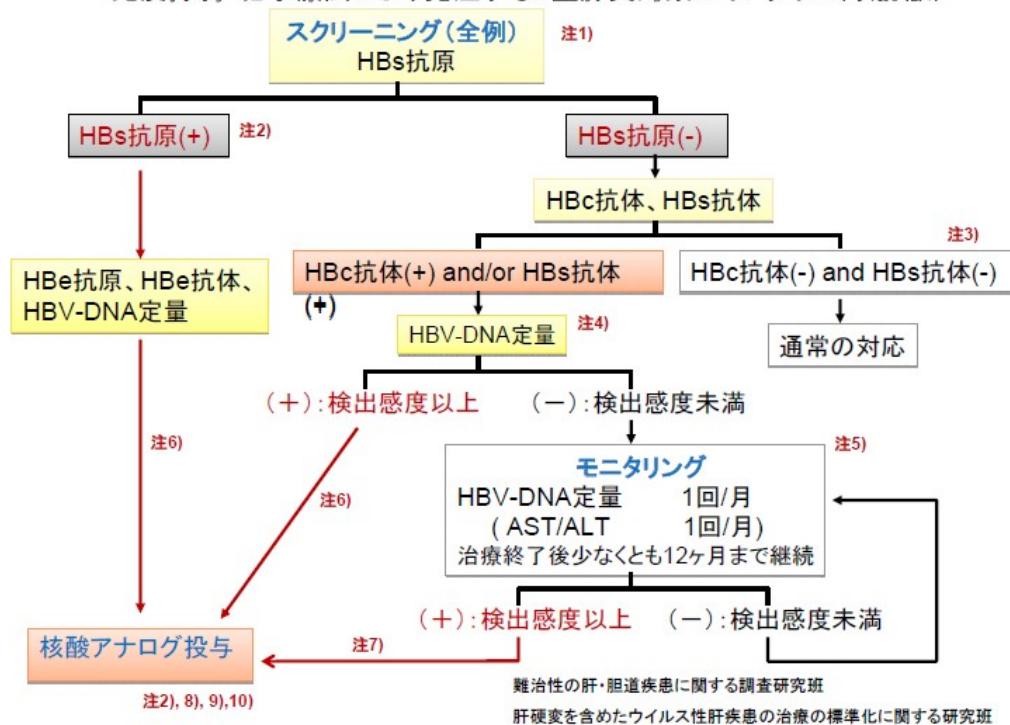 スクリーニング(全例)
HBs抗原
注1)
HBs抗原(+)
注2)
HBs抗原(-)
HBc抗体、HBs抗体
注3)
HBe抗原、HBe抗体、
HBV-DNA定量
HBc抗体(+) and/or HBs抗体
(+)
HBc抗体(-) and HBs抗体(-)
HBV-DNA定量
注4)
通常の対応
(+):検出感度以上
(-):検出感度未満
注6)
注6)
注5)
モニタリング
HBV-DNA定量 1回/月
( AST/ALT 1回/月)
治療終了後少なくとも12ヶ月まで継続
(+):検出感度以上
(-):検出感度未満
核酸アナログ投与
注7)
注2), 8), 9),10)
難治性の肝・胆道疾患に関する調査研究班
肝硬変を含めたウイルス性肝疾患の治療の標準化に関する研究班